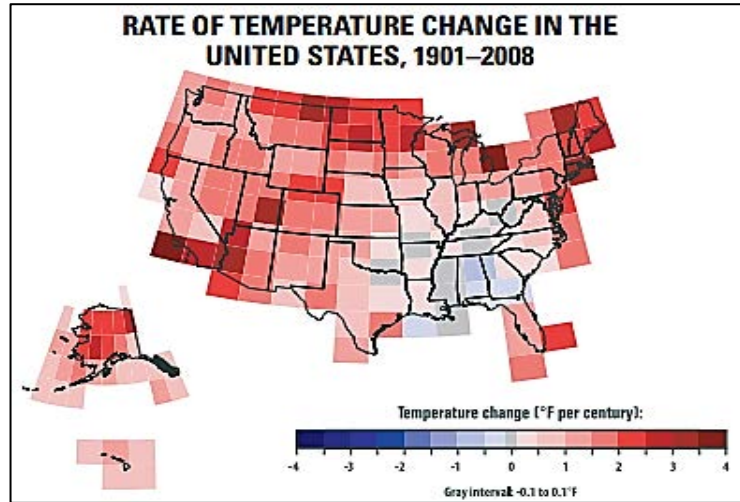 RATE OF TEMPERATURE CHANGE IN THE
UNITED STATES, 1901–2008
Temperature change (°F per century):
-4 -3 -2 -1 0 1 2 3 4
Gray interval: -0.1 to 0.1°F